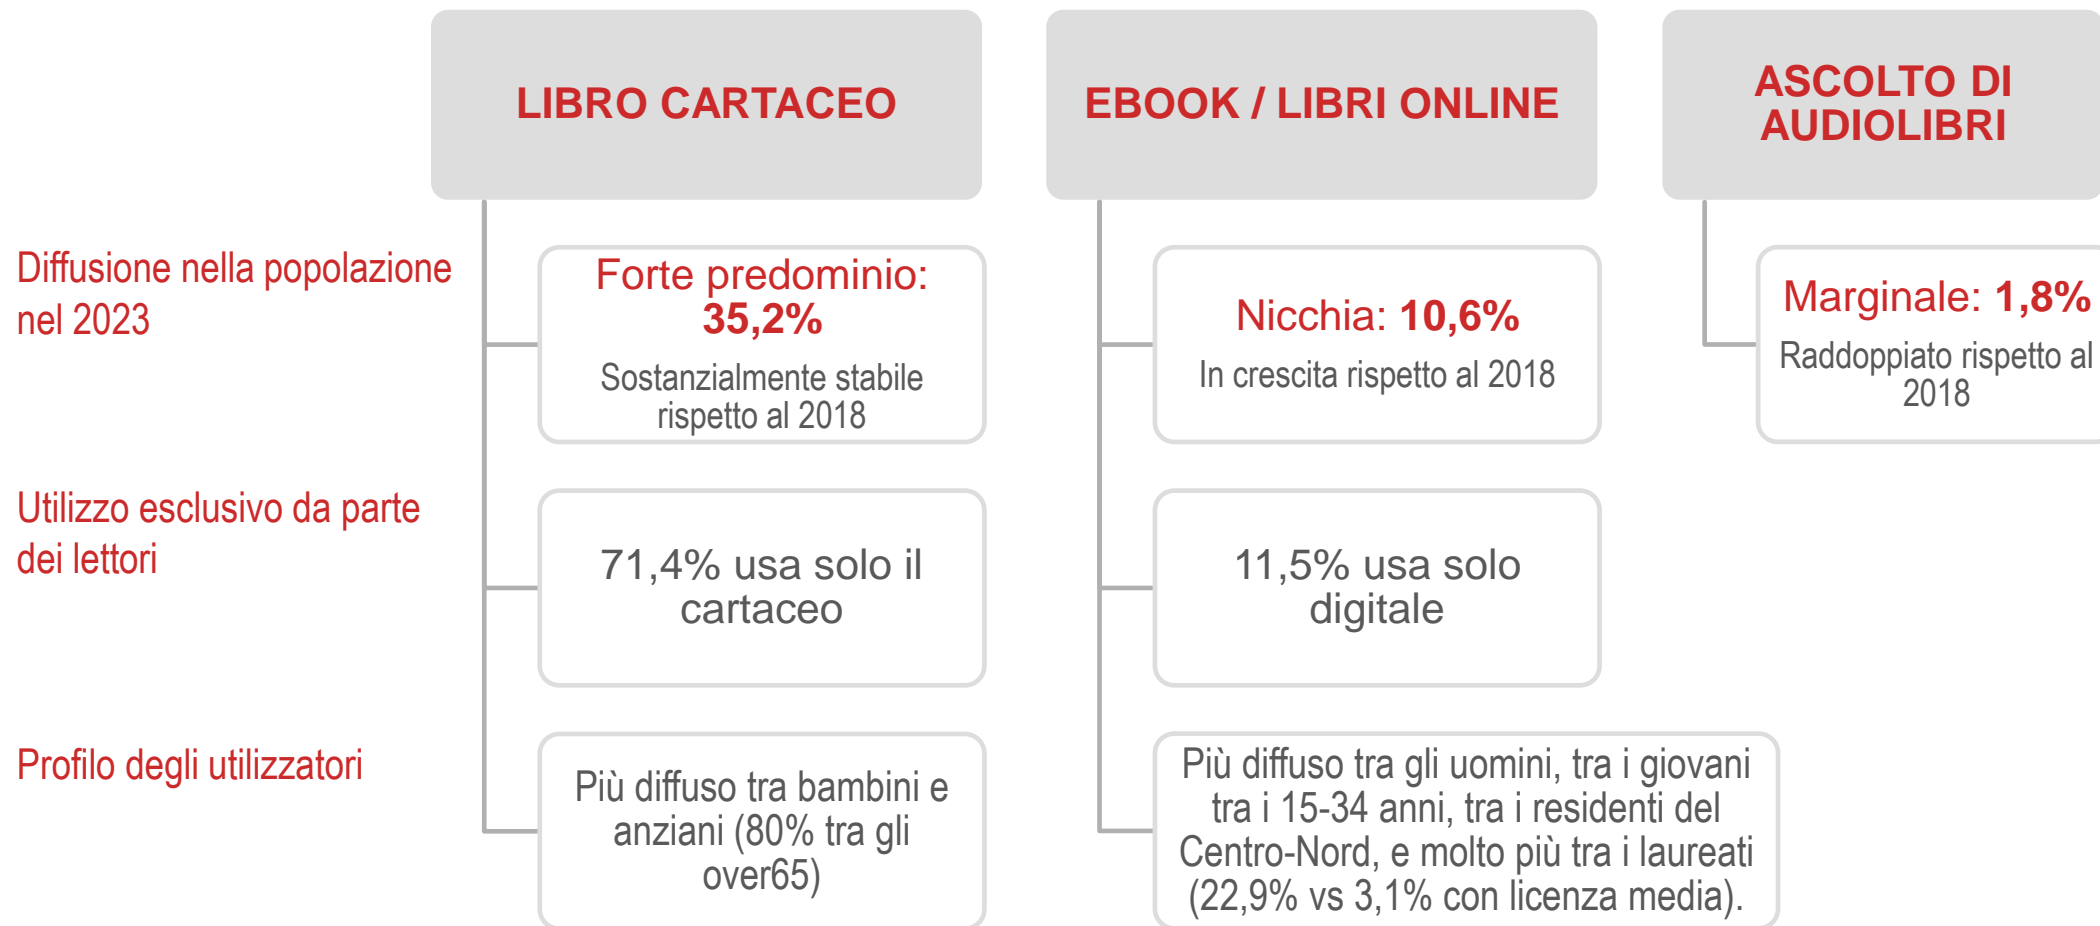 LIBRO CARTACEO
EBOOK / LIBRI ONLINE
ASCOLTO DI
AUDIOLIBRI
Diffusione nella popolazione
nel 2023
Forte predominio:
35,2%
Sostanzialmente stabile
rispetto al 2018
Nicchia: 10,6%
In crescita rispetto al 2018
Marginale: 1,8%
Raddoppiato rispetto al
2018
Utilizzo esclusivo da parte
dei lettori
71,4% usa solo il
cartaceo
11,5% usa solo
digitale
Profilo degli utilizzatori
Più diffuso tra bambini e
anziani (80% tra gli
over65)
Più diffuso tra gli uomini, tra i giovani
tra i 15-34 anni, tra i residenti del
Centro-Nord, e molto più tra i laureati
(22,9% vs 3,1% con licenza media).